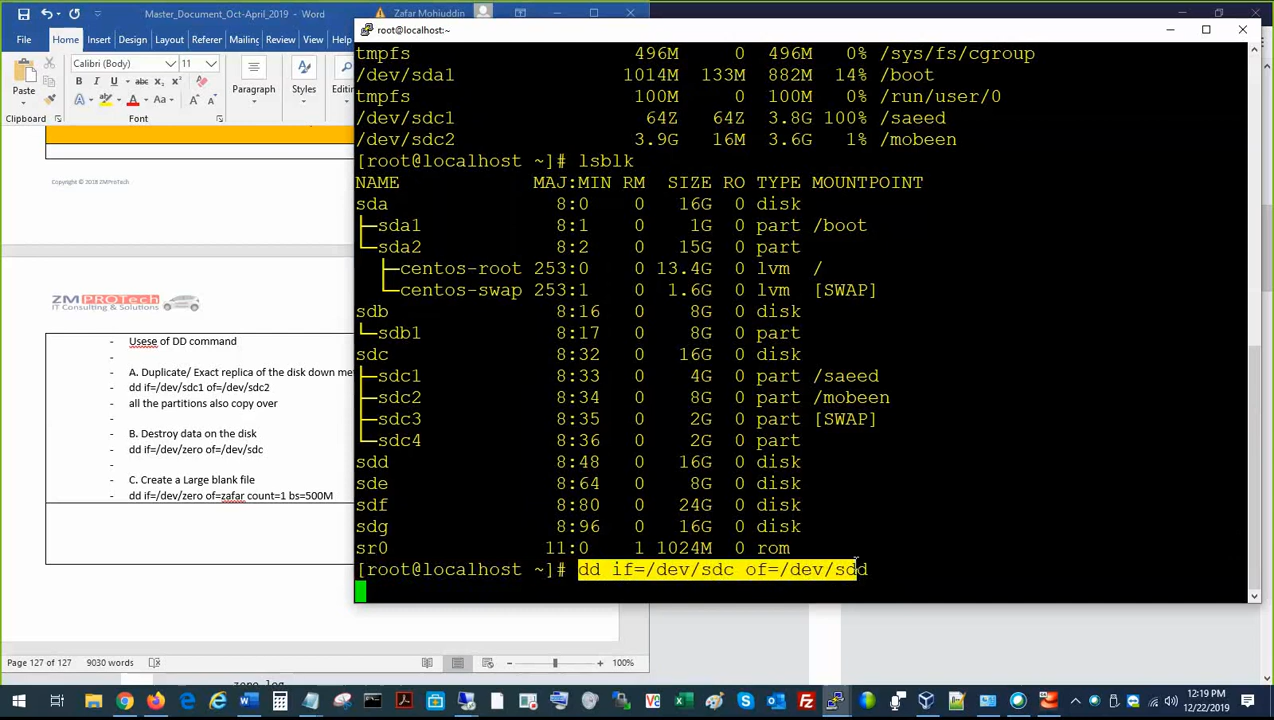 Master_Document_Oct-April_2019 - Word
Zafar Mohiuddin
File Home Insert Design Layout Referer Mailing Review View
Calibri (Body) 11
Paste
Paragraph Styles Editi
Clipboard Font
Copyright © 2018 ZMProTech
ZMPROTech
IT Consulting & Solutions
- Usese of DD command
-
- A. Duplicate/ Exact replica of the disk down me
- dd if=/dev/sdc1 of=/dev/sdc2
- all the partitions also copy over
-
- B. Destroy data on the disk
- dd if=/dev/zero of=/dev/sdc
-
- C. Create a Large blank file
- dd if=/dev/zero of=zafar count=1 bs=500M
Page 127 of 127 9030 words 100%
zero log
root@localhost:~
tmpfs 496M 0 496M 0% /sys/fs/cgroup
/dev/sda1 1014M 133M 882M 14% /boot
tmpfs 100M 0 100M 0% /run/user/0
/dev/sdc1 64Z 64Z 3.8G 100% /saeed
/dev/sdc2 3.9G 16M 3.6G 1% /mobeen
[root@localhost ~]# lsblk
NAME MAJ:MIN RM SIZE RO TYPE MOUNTPOINT
sda 8:0 0 16G 0 disk
├─sda1 8:1 0 1G 0 part /boot
└─sda2 8:2 0 15G 0 part
├─centos-root 253:0 0 13.4G 0 lvm /
└─centos-swap 253:1 0 1.6G 0 lvm [SWAP]
sdb 8:16 0 8G 0 disk
└─sdb1 8:17 0 8G 0 part
sdc 8:32 0 16G 0 disk
├─sdc1 8:33 0 4G 0 part /saeed
├─sdc2 8:34 0 8G 0 part /mobeen
├─sdc3 8:35 0 2G 0 part [SWAP]
└─sdc4 8:36 0 2G 0 part
sdd 8:48 0 16G 0 disk
sde 8:64 0 8G 0 disk
sdf 8:80 0 24G 0 disk
sdg 8:96 0 16G 0 disk
sr0 11:0 1 1024M 0 rom
[root@localhost ~]# dd if=/dev/sdc of=/dev/sdd
12:19 PM
12/22/2019